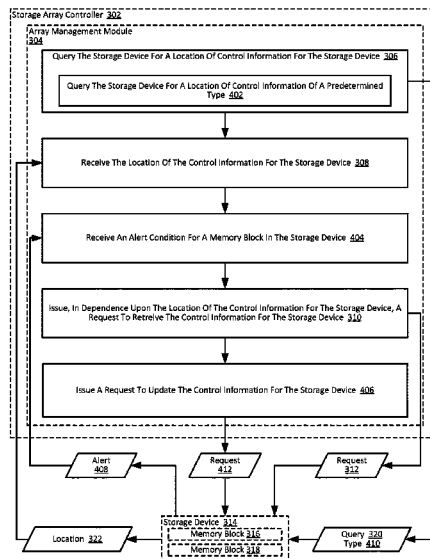 Storage Array Controller 302
Array Management Module
304
Query The Storage Device For A Location Of Control Information For The Storage Device 306
Query The Storage Device For A Location Of Control Information Of A Predetermined
Type 402
Receive The Location Of The Control Information For The Storage Device 308
Receive An Alert Condition For A Memory Block In The Storage Device 404
Issue, In Dependence Upon The Location Of The Control Information For The Storage Device, A
Request To Retreive The Control Information For The Storage Device 310
Issue A Request To Update The Control Information For The Storage Device 406
Alert
408
Request
412
Request
312
Storage Device 314
Memory Block 316
Memory Block 318
Location 322
Query 320
Type 410